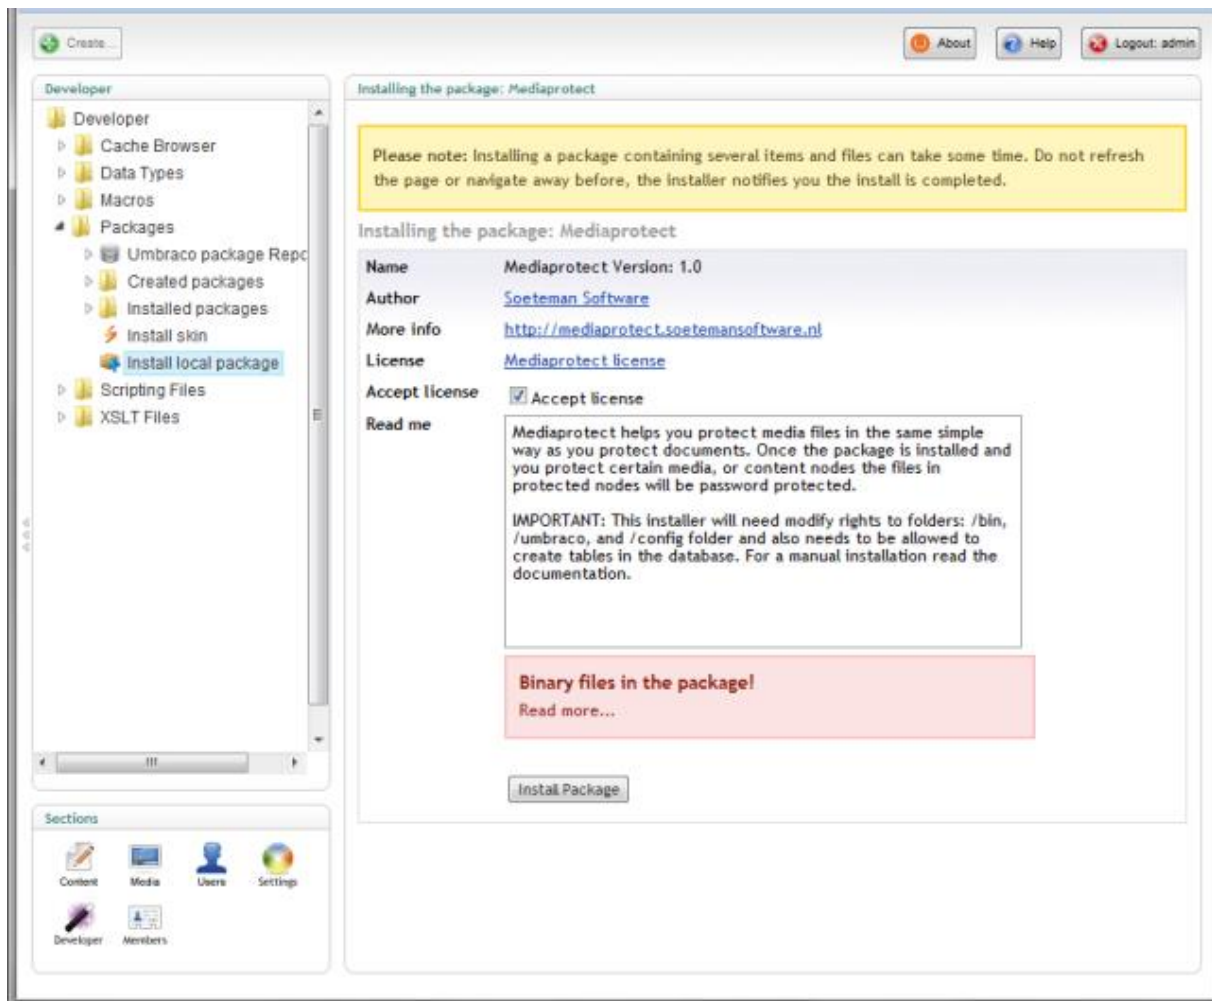 Create...
About
Help
Logout: admin
Developer
Developer
Cache Browser
Data Types
Macros
Packages
Umbraco package Repo
Created packages
Installed packages
Install skin
Install local package
Scripting Files
XSLT Files
Sections
Content
Media
Users
Settings
Developer
Members
Installing the package: Mediaprotect
Please note: Installing a package containing several items and files can take some time. Do not refresh
the page or navigate away before, the installer notifies you the install is completed.
Installing the package: Mediaprotect
Name Mediaprotect Version: 1.0
Author Soeteman Software
More info http://mediaprotect.soetemansoftware.nl
License Mediaprotect license
Accept license Accept license
Read me
Mediaprotect helps you protect media files in the same simple
way as you protect documents. Once the package is installed and
you protect certain media, or content nodes the files in
protected nodes will be password protected.
IMPORTANT: This installer will need modify rights to folders: /bin,
/umbraco, and /config folder and also needs to be allowed to
create tables in the database. For a manual installation read the
documentation.
Binary files in the package!
Read more...
Install Package